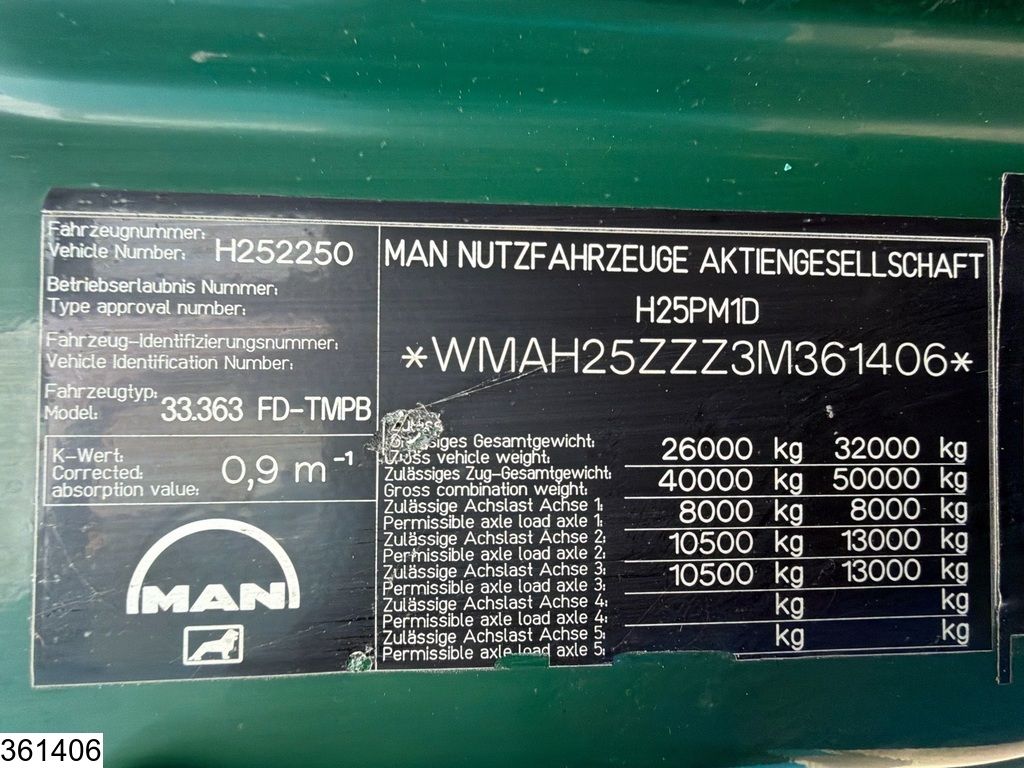 Fahrzeugnummer:
Vehicle Number: H252250
Betriebserlaubnis Nummer:
Type approval number:
Fahrzeug-Identifizierungsnummer:
Vehicle Identification Number:
Fahrzeugtyp:
Model: 33.363 FD-TMPB
K-Wert:
Corrected: 0,9 m⁻¹
absorption value:
MAN
MAN NUTZFAHRZEUGE AKTIENGESELLSCHAFT
H25PM1D
*WMAH25ZZZ3M361406*
Gesamtgewicht:
Gross vehicle weight: 26000 kg 32000 kg
Zulässiges Zug-Gesamtgewicht:
Gross combination weight: 40000 kg 50000 kg
Zulässige Achslast Achse 1:
Permissible axle load axle 1: 8000 kg 8000 kg
Zulässige Achslast Achse 2:
Permissible axle load axle 2: 10500 kg 13000 kg
Zulässige Achslast Achse 3:
Permissible axle load axle 3: 10500 kg 13000 kg
Zulässige Achslast Achse 4:
Permissible axle load axle 4: kg kg
Zulässige Achslast Achse 5:
Permissible axle load axle 5: kg kg
361406